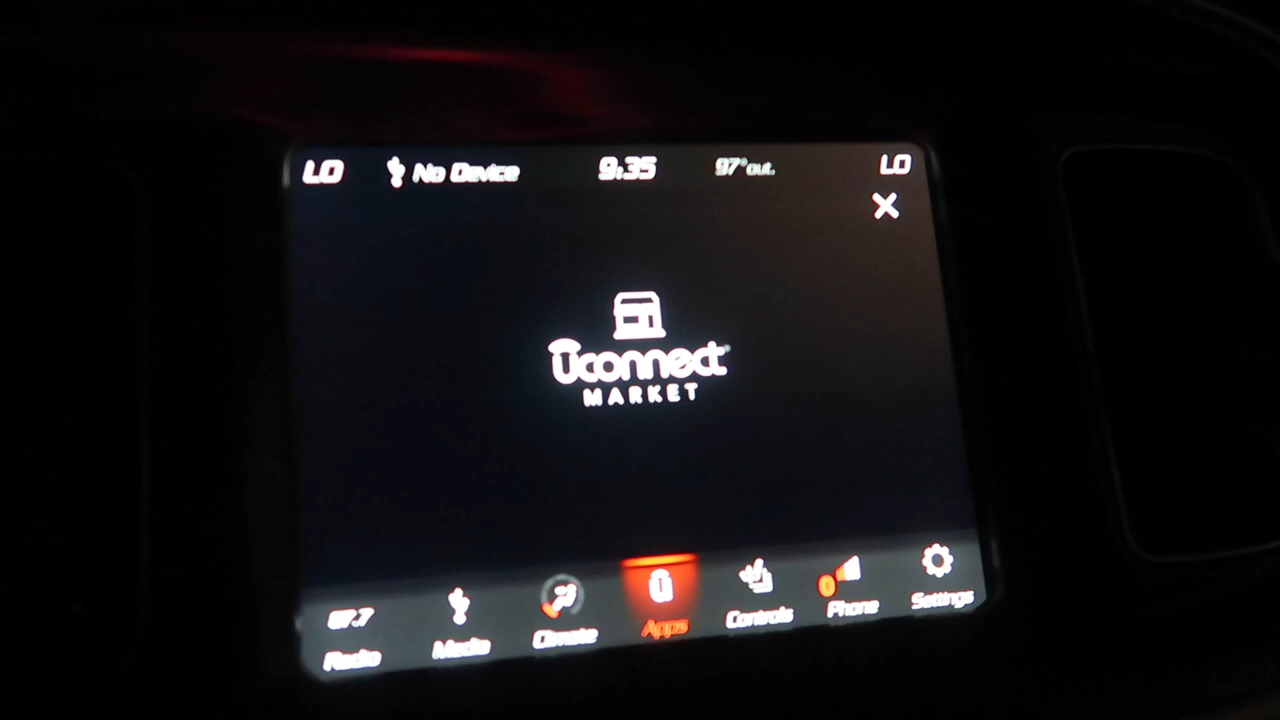 LO No Device 9:35 97°out. LO
uconnect
MARKET
87.7
Radio Media Climate Apps Controls 0 Phone Settings